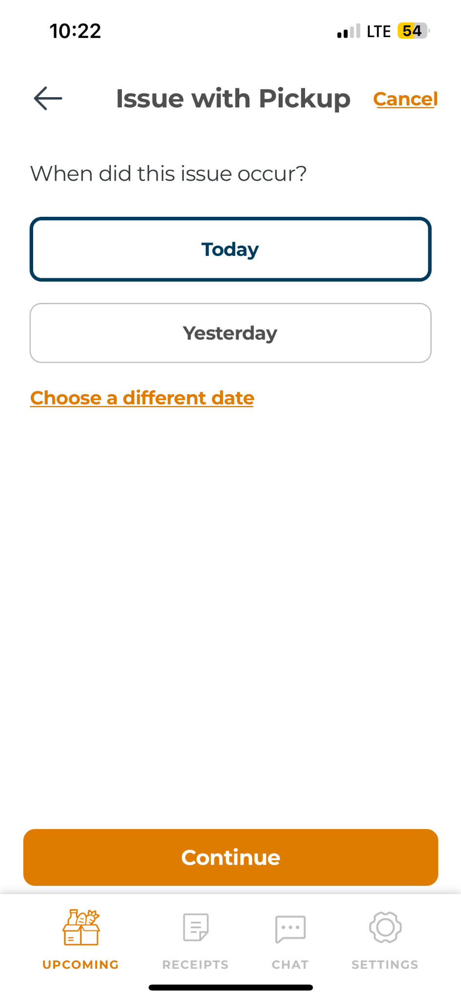 10:22
LTE 54
Issue with Pickup
Cancel
When did this issue occur?
Today
Yesterday
Choose a different date
Continue
UPCOMING
RECEIPTS
CHAT
SETTINGS